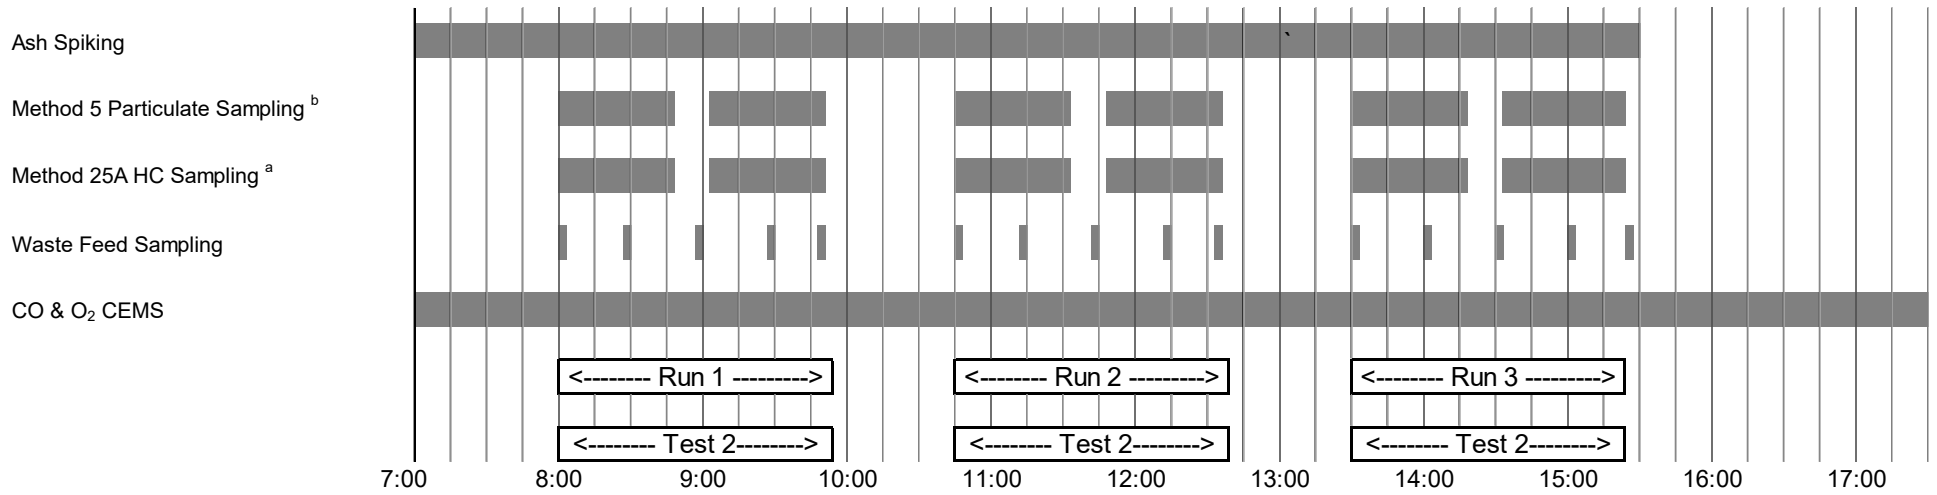 Ash Spiking
`
Method 5 Particulate Sampling b
Method 25A HC Sampling a
Waste Feed Sampling
CO & O2 CEMS
<-------- Run 1 --------->
<-------- Run 2 --------->
<-------- Run 3 --------->
<-------- Test 2-------->
<-------- Test 2-------->
<-------- Test 2-------->
7:00 8:00 9:00 10:00 11:00 12:00 13:00 14:00 15:00 16:00 17:00